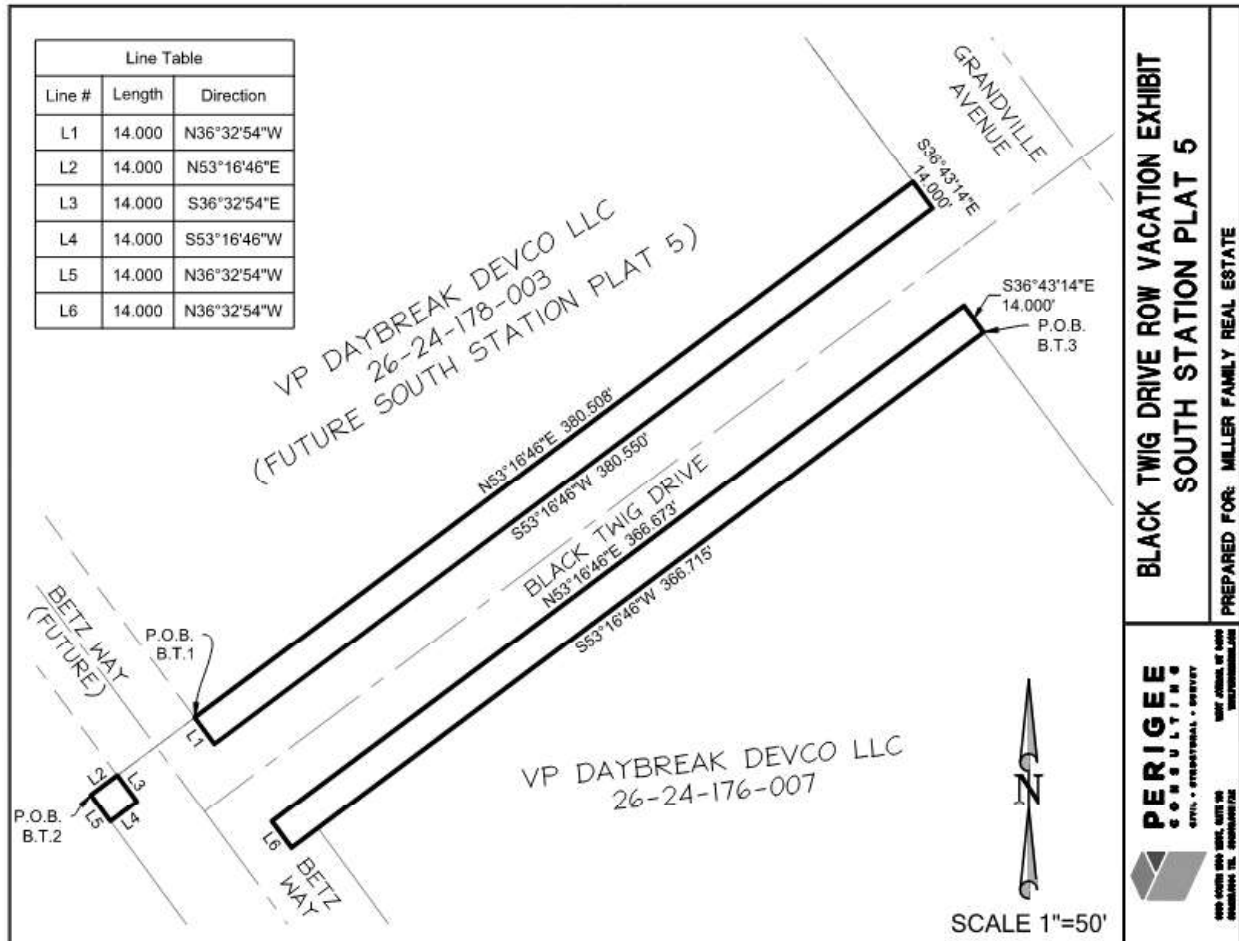 Line Table
Line # Length Direction
L1 14.000 N36°32'54"W
L2 14.000 N53°16'46"E
L3 14.000 S36°32'54"E
L4 14.000 S53°16'46"W
L5 14.000 N36°32'54"W
L6 14.000 N36°32'54"W
GRANDVILLE
AVENUE
S36°43'14"E
14.000'
VP DAYBREAK DEVCO LLC
26-24-178-003
(FUTURE SOUTH STATION PLAT 5)
S36°43'14"E
14.000'
P.O.B.
B.T.3
N53°16'46"E 380.508'
S53°16'46"W 380.550'
BLACK TWIG DRIVE
N53°16'46"E 366.673'
S53°16'46"W 366.715'
BETZ WAY
(FUTURE)
P.O.B.
B.T.1
L1
L2
L3
L4
L5
P.O.B.
B.T.2
L6
BETZ
WAY
VP DAYBREAK DEVCO LLC
26-24-176-007
N
SCALE 1"=50'
BLACK TWIG DRIVE ROW VACATION EXHIBIT
SOUTH STATION PLAT 5
PREPARED FOR: MILLER FAMILY REAL ESTATE
PERIGEE
CONSULTING
CIVIL • STRUCTURAL • SURVEY